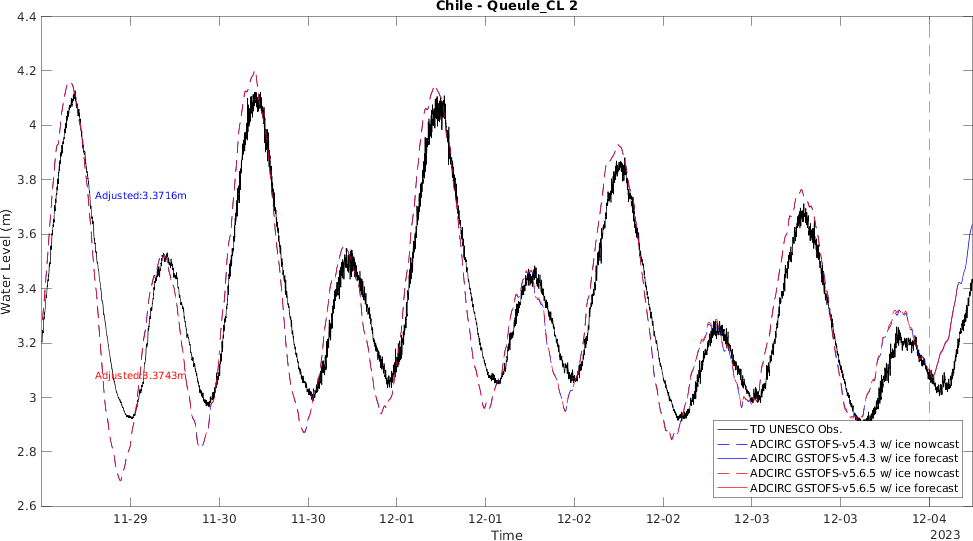 Chile - Queule_CL 2
4.4
4.2
4
3.8
3.6
3.4
3.2
3
2.8
2.6
Water Level (m)
Adjusted:3.3716m
Adjusted:3.3743m
TD UNESCO Obs.
ADCIRC GSTOFS-v5.4.3 w/ ice nowcast
ADCIRC GSTOFS-v5.4.3 w/ ice forecast
ADCIRC GSTOFS-v5.6.5 w/ ice nowcast
ADCIRC GSTOFS-v5.6.5 w/ ice forecast
11-29 11-30 11-30 12-01 12-01 12-02 12-02 12-03 12-03 12-04
Time
2023